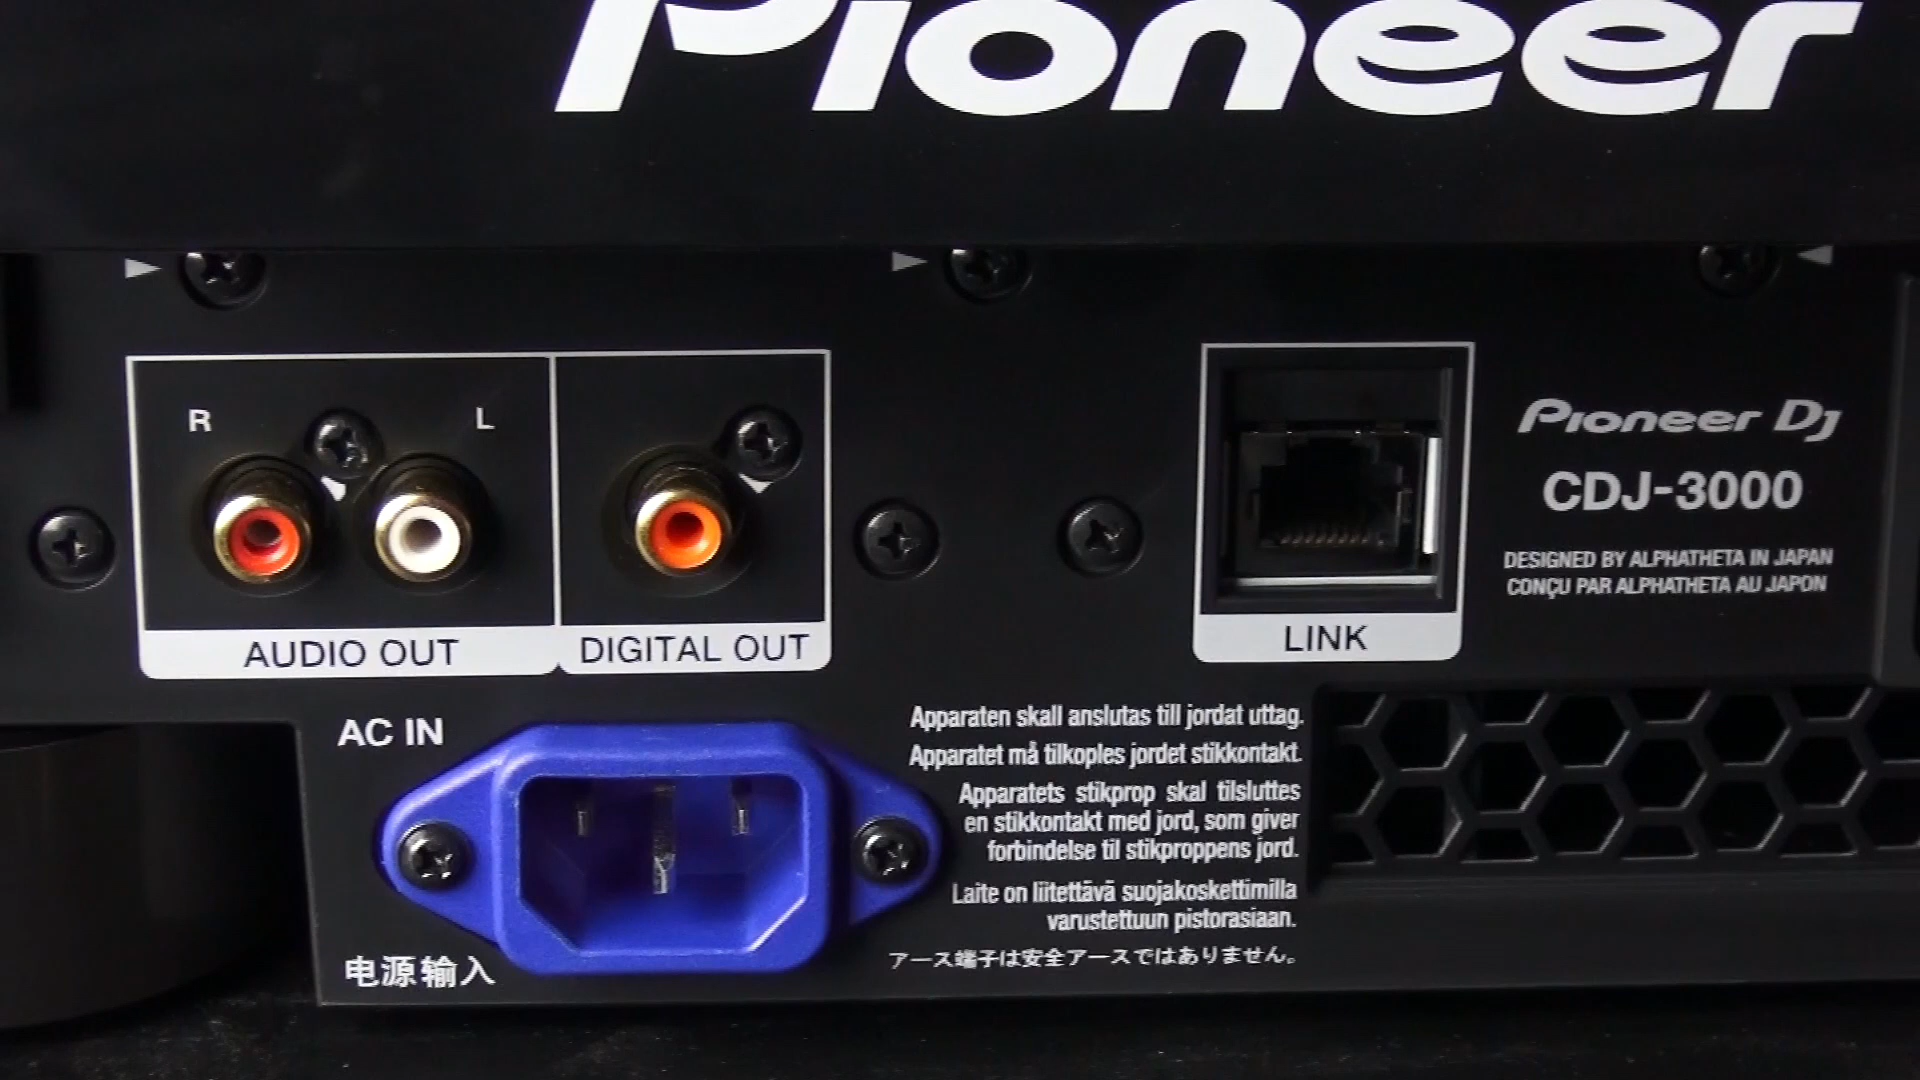 Pioneer
R
L
AUDIO OUT
DIGITAL OUT
LINK
Pioneer Dj
CDJ-3000
DESIGNED BY ALPHATHETA IN JAPAN
CONÇU PAR ALPHATHETA AU JAPON
AC IN
电源输入
Apparaten skall anslutas till jordat uttag.
Apparatet må tilkoples jordet stikkontakt.
Apparatets stikprop skal tilsluttes
en stikkontakt med jord, som giver
forbindelse til stikproppens jord.
Laite on liitettävä suojakoskettimilla
varustettuun pistorasiaan.
アース端子は安全アースではありません。